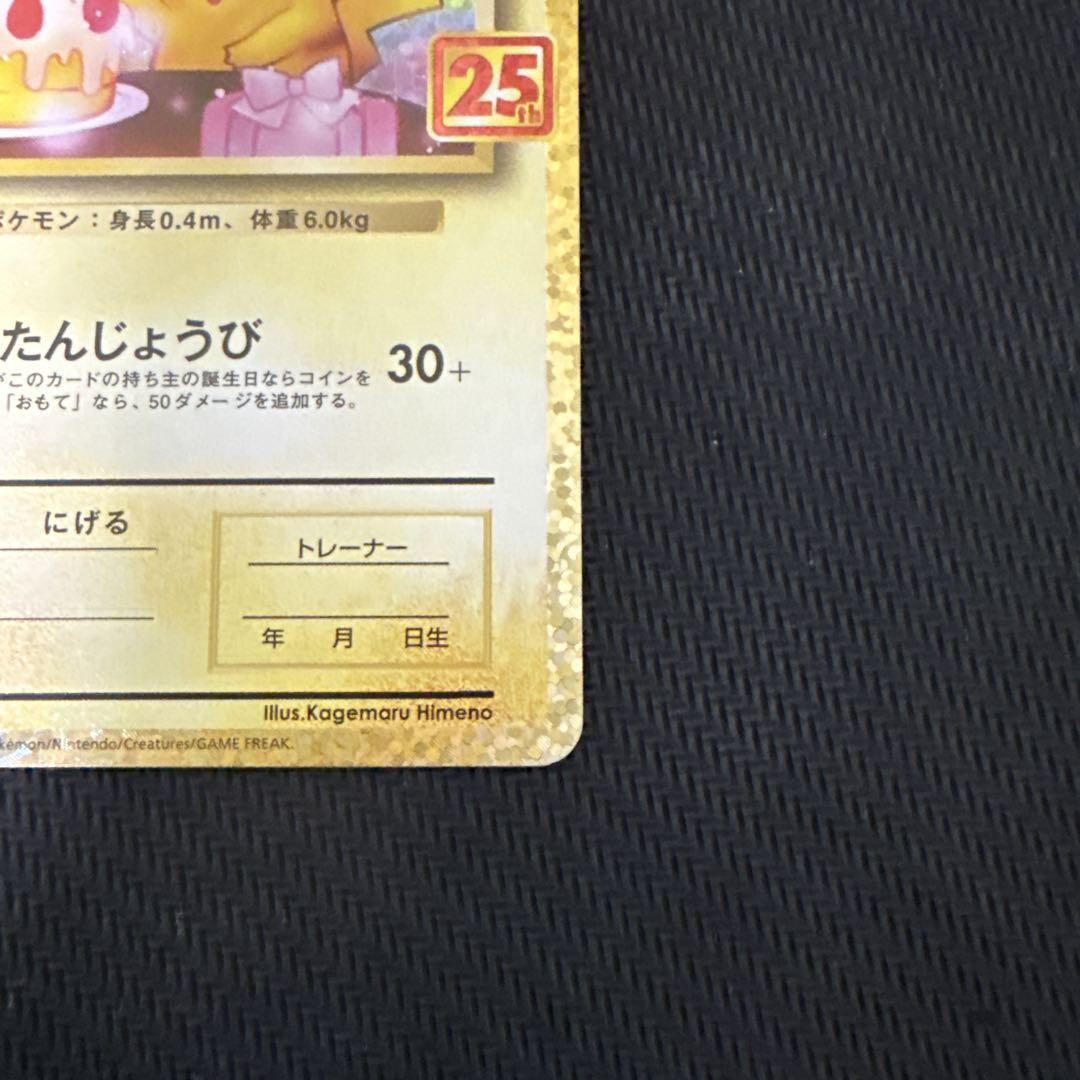 25th
ポケモン：身長0.4m、体重6.0kg
たんじょうび
30+
がこのカードの持ち主の誕生日ならコインを
「おもて」なら、50ダメージを追加する。
にげる
トレーナー
年 月 日生
Illus.Kagemaru Himeno
kémon/Nintendo/Creatures/GAME FREAK.